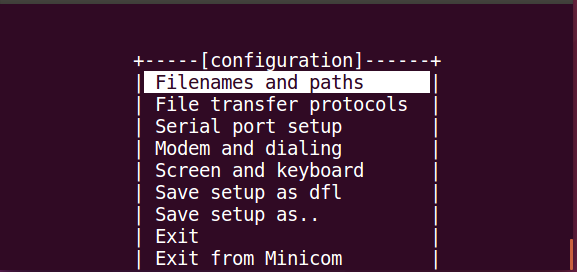 +-----[configuration]------+
| Filenames and paths      |
| File transfer protocols  |
| Serial port setup        |
| Modem and dialing        |
| Screen and keyboard      |
| Save setup as dfl        |
| Save setup as..          |
| Exit                     |
| Exit from Minicom        |